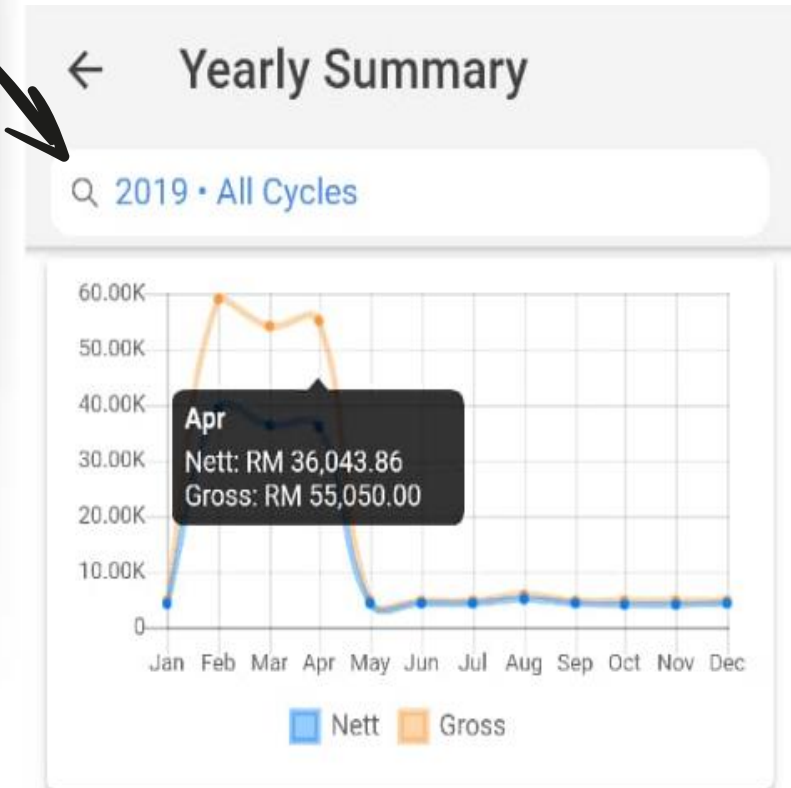 Yearly Summary
2019 • All Cycles
60.00K
50.00K
40.00K
30.00K
20.00K
10.00K
0
Apr
Nett: RM 36,043.86
Gross: RM 55,050.00
Jan Feb Mar Apr May Jun Jul Aug Sep Oct Nov Dec
Nett Gross